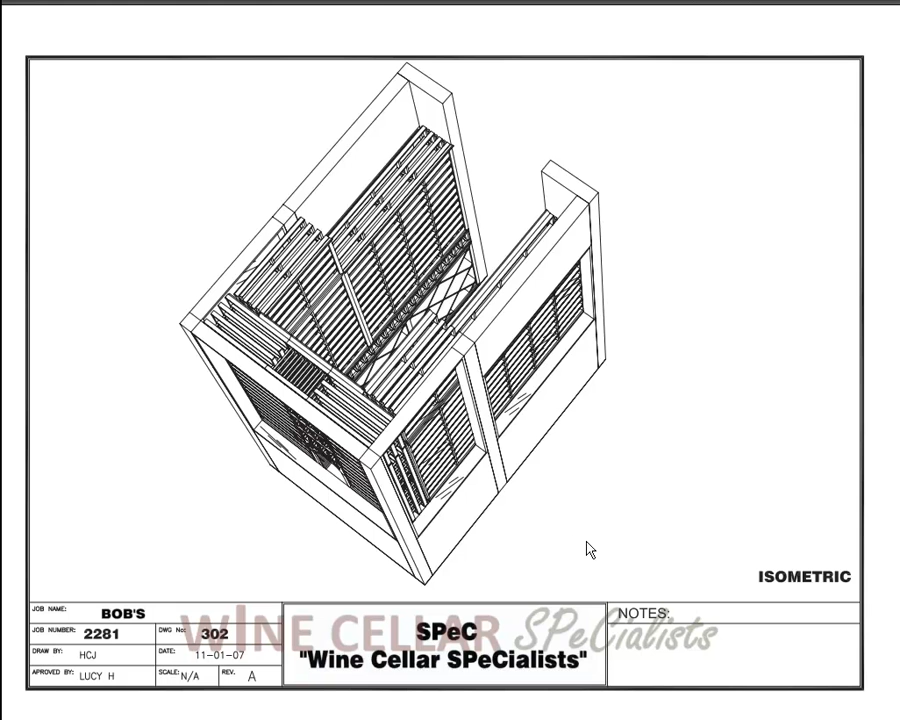 ISOMETRIC
JOB NAME: BOB'S
JOB NUMBER: 2281 DWG No: 302
DRAW BY: HCJ DATE: 11-01-07
APROVED BY: LUCY H SCALE: N/A REV. A
SPeC
"Wine Cellar SPeCialists"
NOTES:
WINE CELLAR SPeCialists